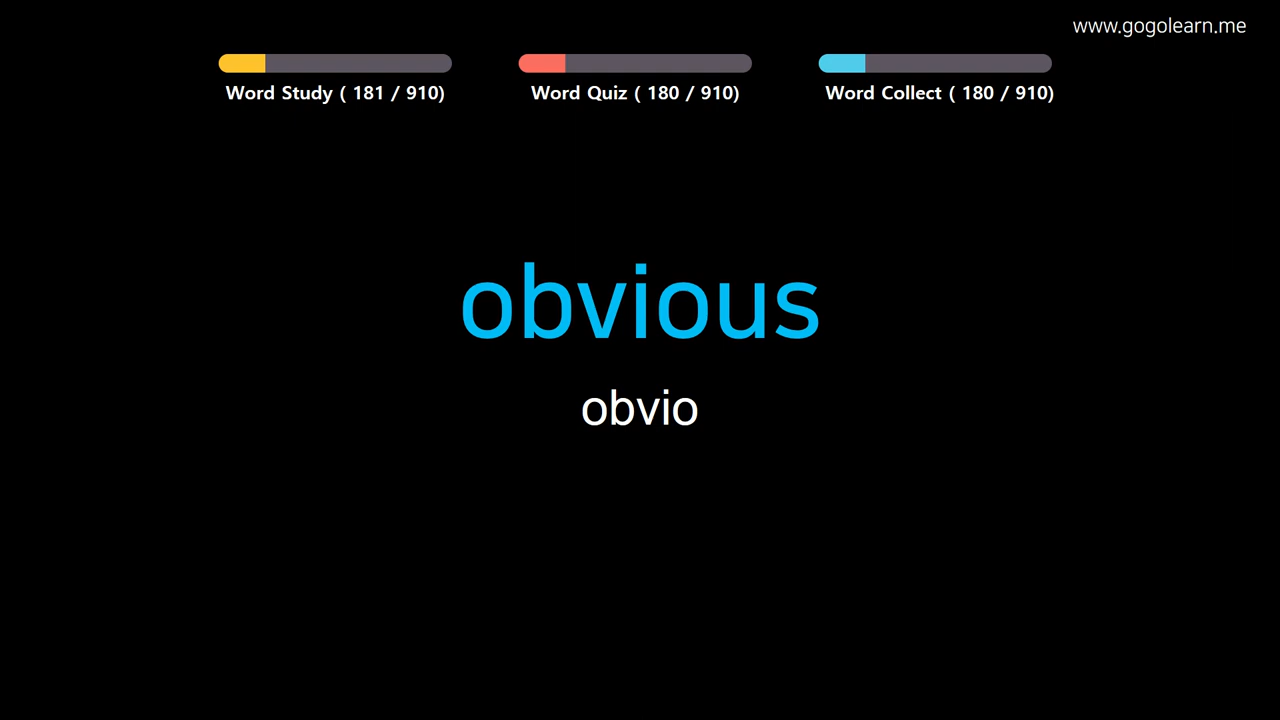 www.gogolearn.me
Word Study ( 181 / 910)
Word Quiz ( 180 / 910)
Word Collect ( 180 / 910)
obvious
obvio